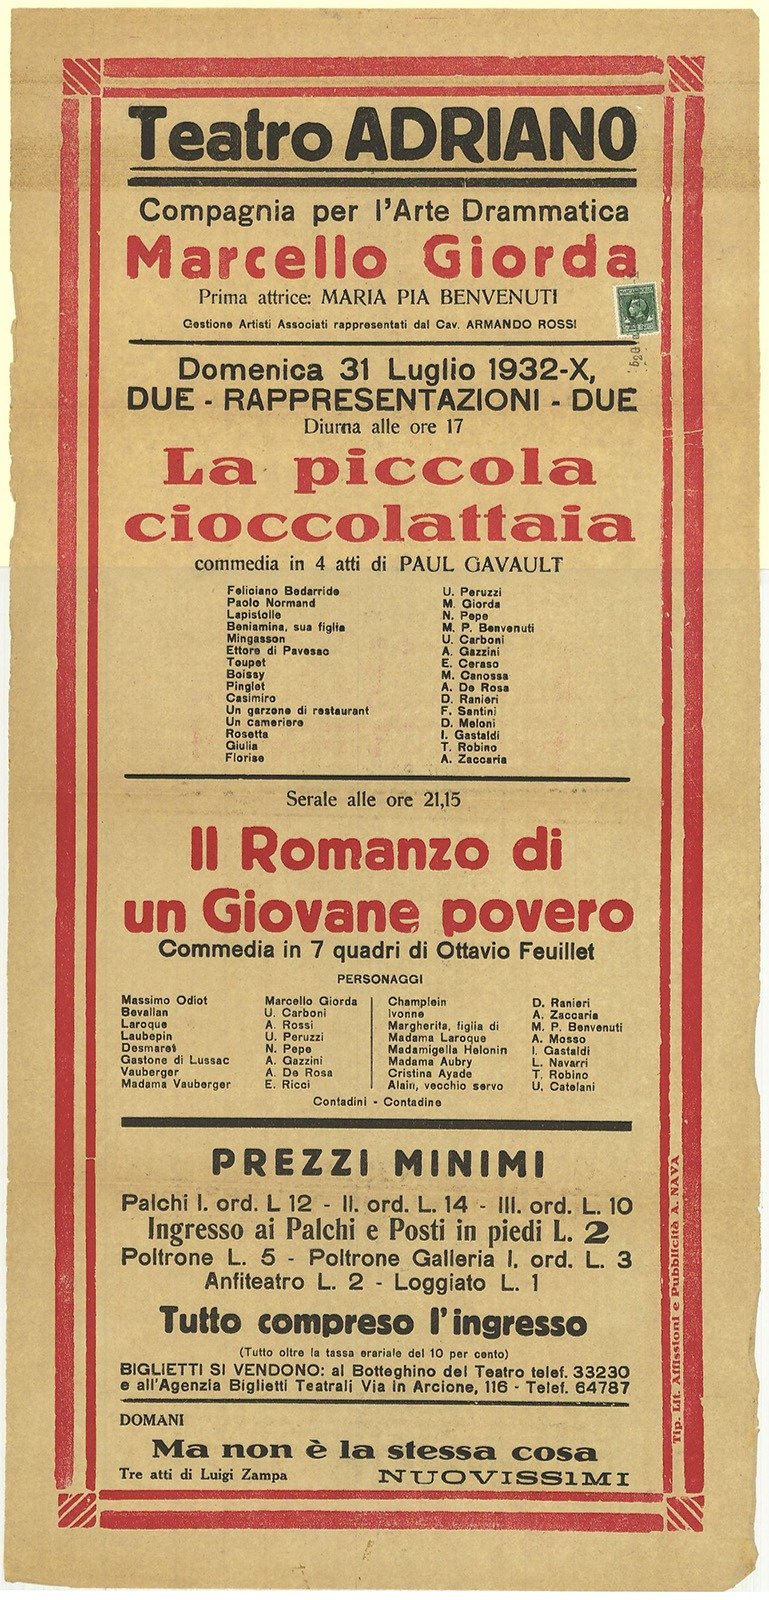 Teatro ADRIANO
Compagnia per l'Arte Drammatica
Marcello Giorda
Prima attrice: MARIA PIA BENVENUTI
Gestione Artisti Associati rappresentati dal Cav. ARMANDO ROSSI
Domenica 31 Luglio 1932-X,
DUE - RAPPRESENTAZIONI - DUE
Diurna alle ore 17
La piccola
cioccolattaia
commedia in 4 atti di PAUL GAVAULT
Feliciano Bedarride U. Peruzzi
Paolo Normand M. Giorda
Lapistolle N. Pepe
Beniamina, sua figlia M. P. Benvenuti
Mingasson U. Carboni
Ettore di Pavesac A. Gazzini
Toupet E. Ceraso
Boissy M. Canossa
Pinglet A. De Rosa
Casimiro D. Ranieri
Un garzone di restaurant F. Santini
Un cameriere D. Meloni
Rosetta I. Gastaldi
Giulia T. Robino
Florise A. Zaccaria
Serale alle ore 21,15
Il Romanzo di
un Giovane povero
Commedia in 7 quadri di Ottavio Feuillet
PERSONAGGI
Massimo Odiot Marcello Giorda
Bevallan U. Carboni
Laroque A. Rossi
Laubepin U. Peruzzi
Desmaret N. Pepe
Gastone di Lussac A. Gazzini
Vauberger A. De Rosa
Madama Vauberger E. Ricci
Champlein D. Ranieri
Ivonne A. Zaccaria
Margherita, figlia di M. P. Benvenuti
Madama Laroque A. Mosso
Madamigella Helonin I. Gastaldi
Madama Aubry L. Navarri
Cristina Ayade T. Robino
Alain, vecchio servo U. Catelani
Contadini - Contadine
PREZZI MINIMI
Palchi I. ord. L 12 - II. ord. L. 14 - III. ord. L. 10
Ingresso ai Palchi e Posti in piedi L. 2
Poltrone L. 5 - Poltrone Galleria I. ord. L. 3
Anfiteatro L. 2 - Loggiato L. 1
Tutto compreso l'ingresso
(Tutto oltre la tassa erariale del 10 per cento)
BIGLIETTI SI VENDONO: al Botteghino del Teatro telef. 33230
e all'Agenzia Biglietti Teatrali Via in Arcione, 116 - Telef. 64787
DOMANI
Ma non è la stessa cosa
Tre atti di Luigi Zampa NUOVISSIMI
Tip. Lit. Affissioni e Pubblicità A. NAVA